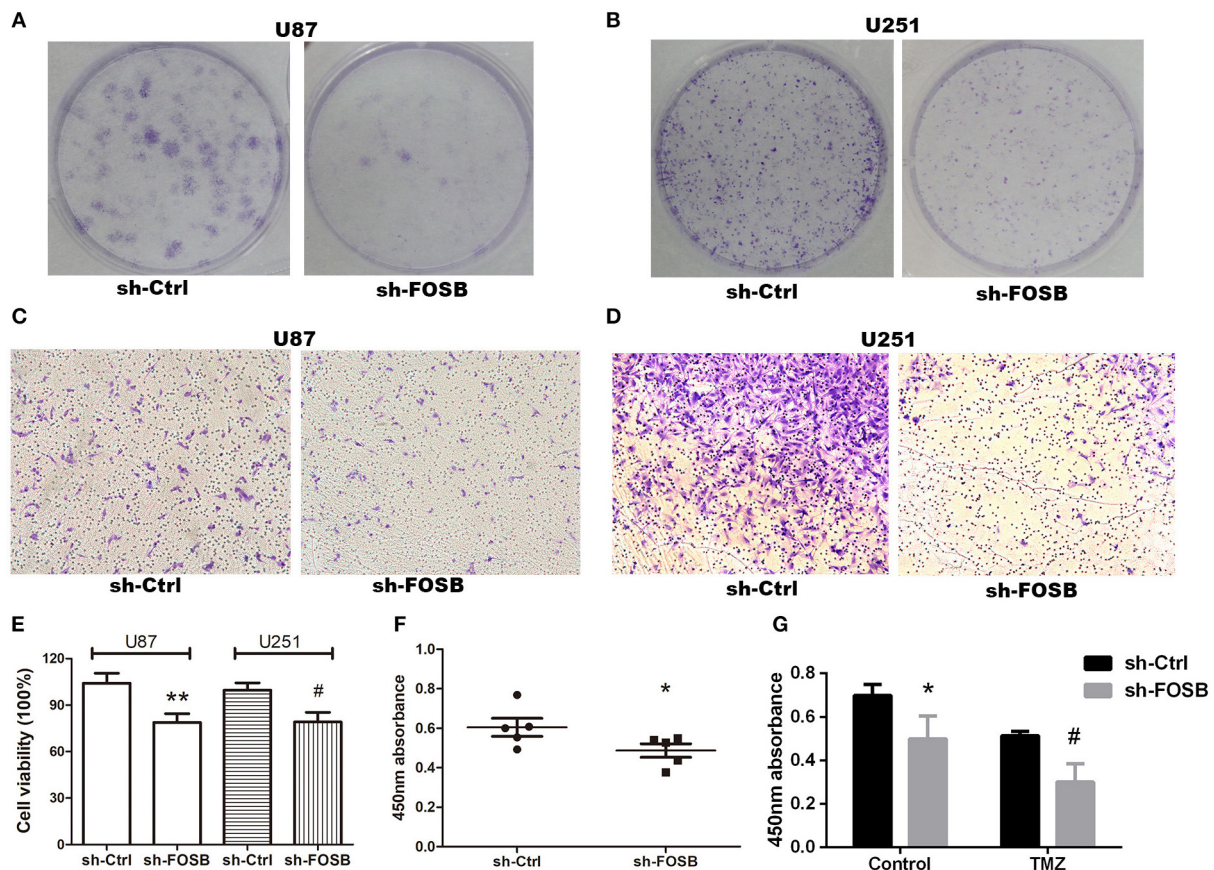 A
U87
sh-Ctrl
sh-FOSB
B
U251
sh-Ctrl
sh-FOSB
C
U87
sh-Ctrl
sh-FOSB
D
U251
sh-Ctrl
sh-FOSB
E
U87
U251
Cell viability (100%)
120
90
60
30
0
**
#
sh-Ctrl
sh-FOSB
sh-Ctrl
sh-FOSB
F
450nm absorbance
1.0
0.8
0.6
0.4
0.2
0.0
*
sh-Ctrl
sh-FOSB
G
sh-Ctrl
sh-FOSB
450nm absorbance
0.8
0.6
0.4
0.2
*
#
Control
TMZ